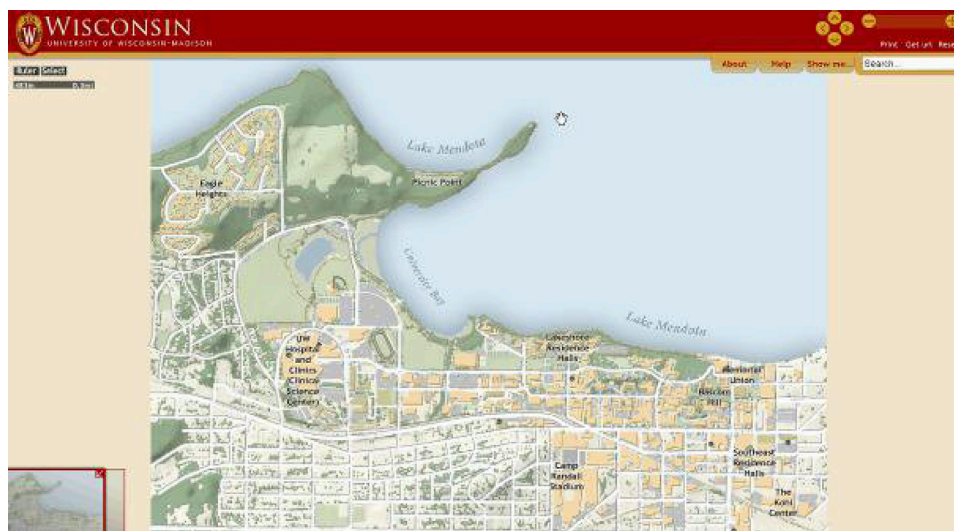 WISCONSIN
UNIVERSITY OF WISCONSIN-MADISON
Print Get url Rese
Ruler Select
About Help Show me... Search...
Lake Mendota
Eagle
Heights
Picnic Point
University Bay
Lake Mendota
Lakeshore
Residence
Halls
UW
Hospital
and
Clinics
(Clinical
Science
Center)
Memorial
Union
Bascom
Hill
Southeast
Residence
Halls
Camp
Randall
Stadium
The
Kohl
Center